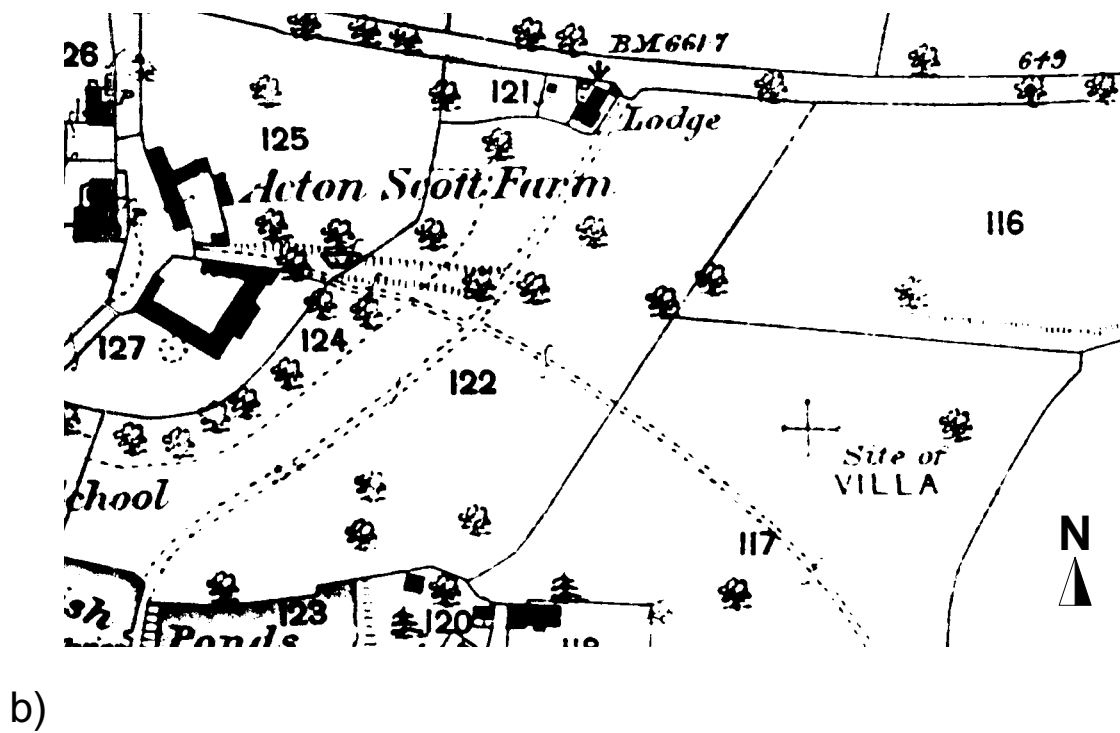 26
BM 661·7
649
121
Lodge
125
Acton Scott Farm
116
127
124
122
Site of
VILLA
chool
117
N
sh
123
Ponds
120
b)